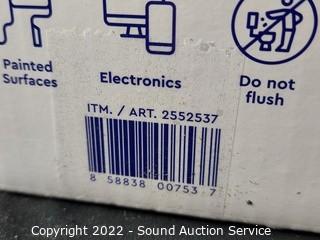 Painted
Surfaces
Electronics
Do not
flush
ITM. / ART. 2552537
8 58838 00753 7
Copyright 2022 - Sound Auction Service